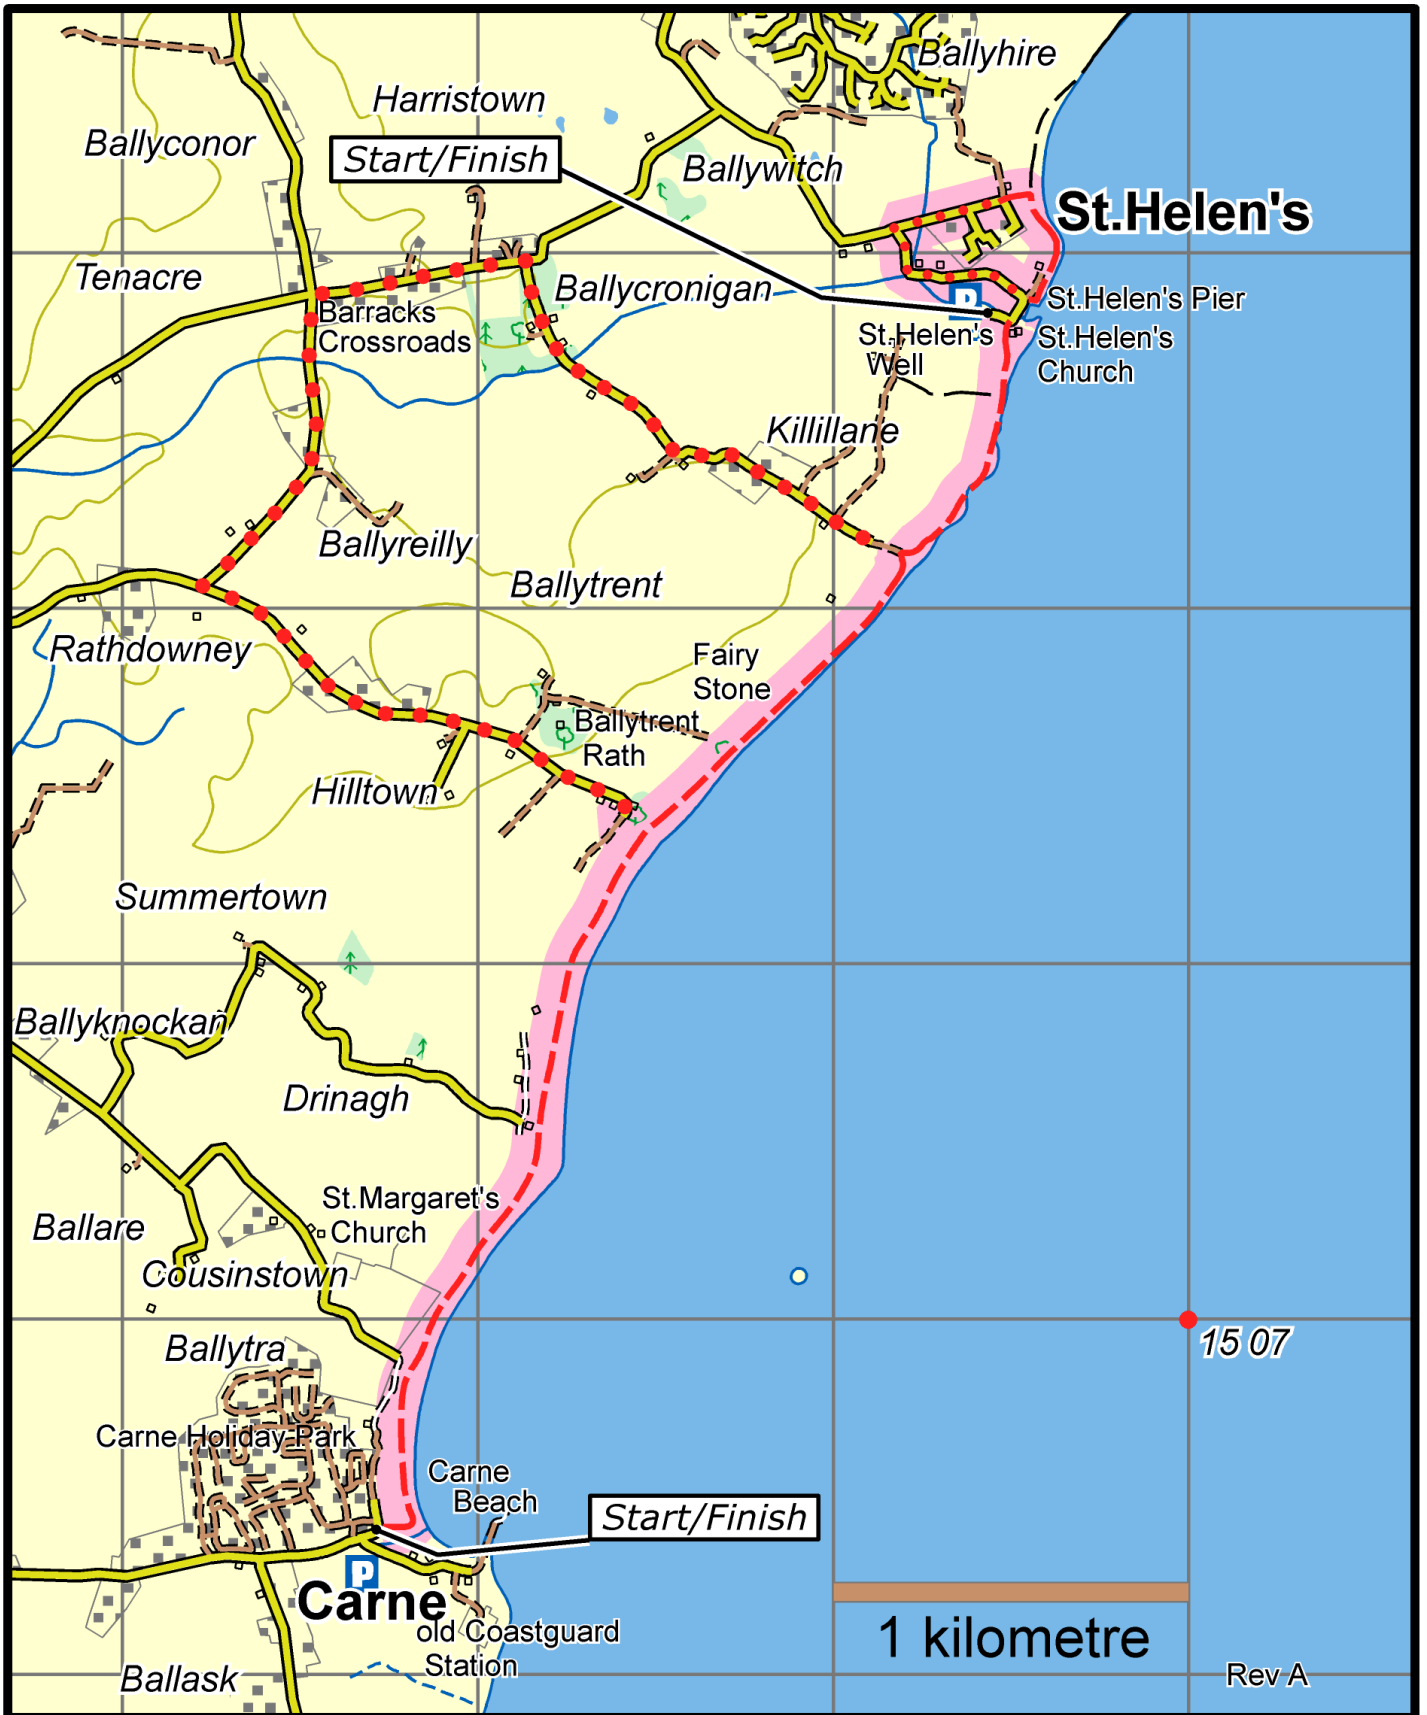 Ballyhire
Harristown
Ballyconor
Start/Finish
Ballywitch
St.Helen's
Tenacre
Ballycronigan
P
St.Helen's Pier
Barracks
Crossroads
St.Helen's
Well
St.Helen's
Church
Killillane
Ballyreilly
Ballytrent
Rathdowney
Fairy
Stone
Ballytrent
Rath
Hilltown
Summertown
Ballyknockan
Drinagh
St.Margaret's
Church
Ballare
Cousinstown
Ballytra
15 07
Carne Holiday Park
Carne
Beach
Start/Finish
P
Carne
old Coastguard
Station
1 kilometre
Ballask
Rev A